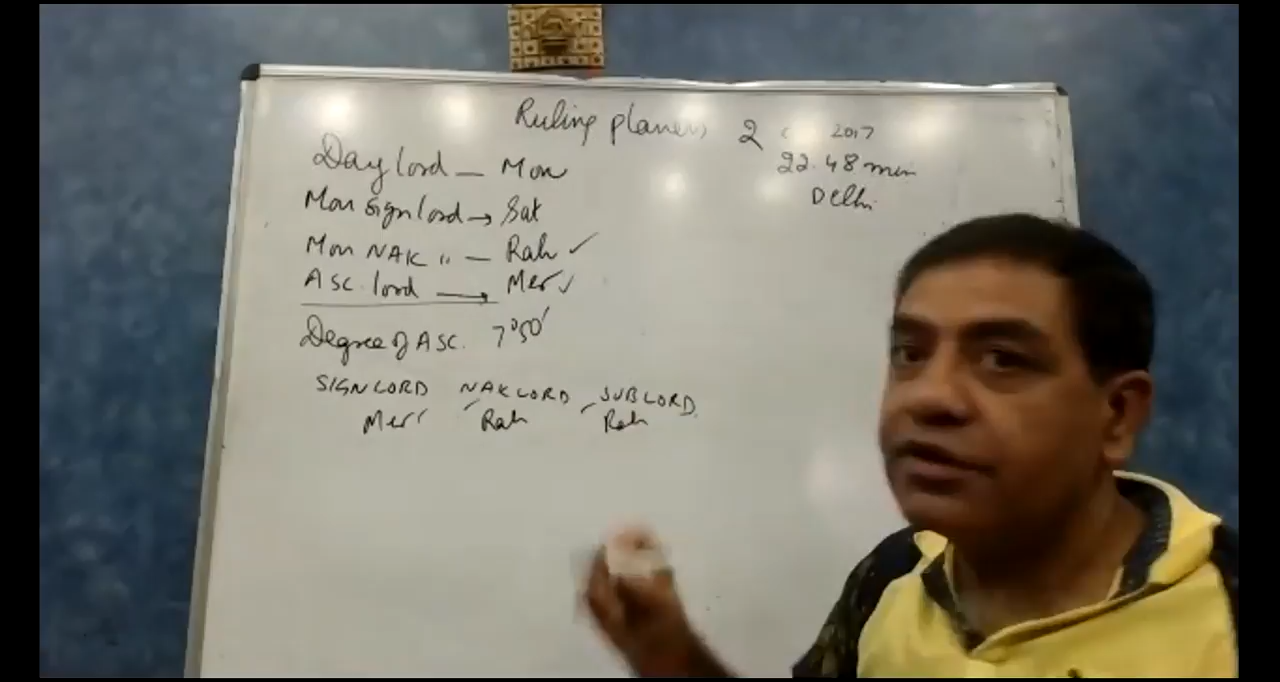 Ruling planets 2 2017
22.48 min
Delhi
Day lord — Mon
Mon sign lord → Sat
Mon NAK " — Rah ✓
Asc. lord → Mer ✓
Degree of ASC. 7°50'
SIGN LORD NAK LORD SUB LORD
Mer Rah Rah